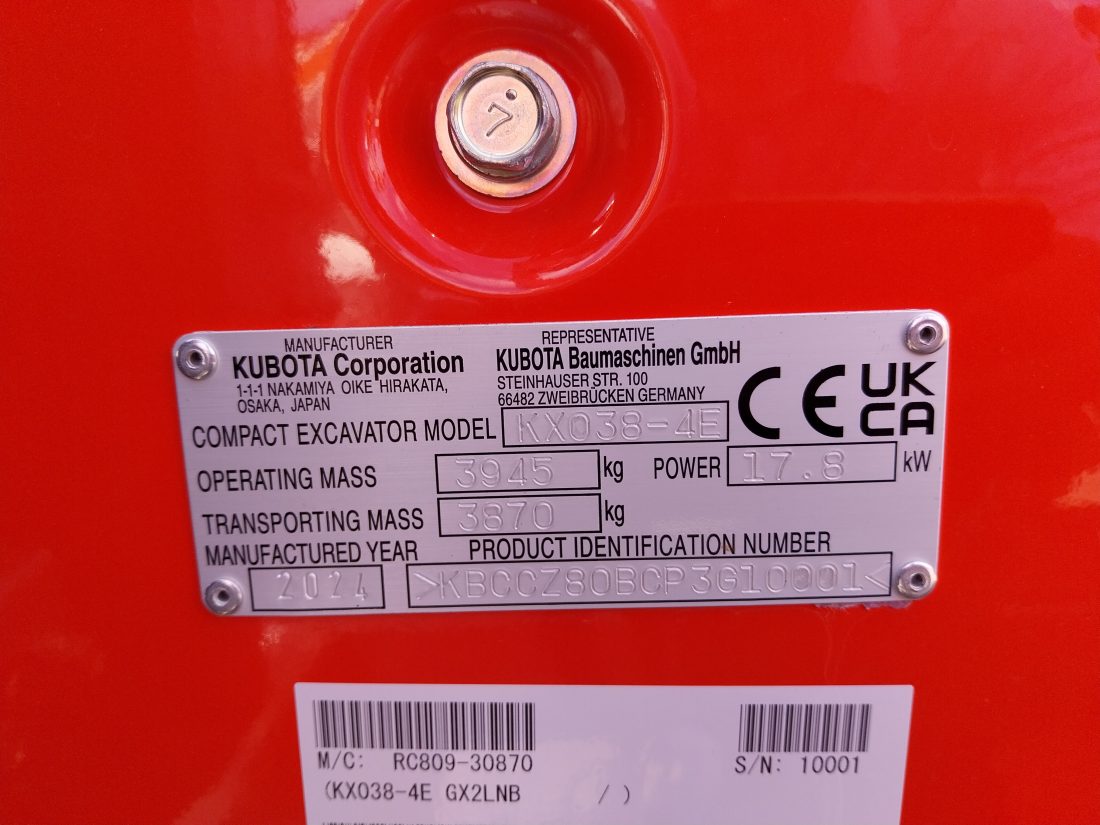 7
MANUFACTURER
KUBOTA Corporation
1-1-1 NAKAMIYA OIKE HIRAKATA,
OSAKA, JAPAN
REPRESENTATIVE
KUBOTA Baumaschinen GmbH
STEINHAUSER STR. 100
66482 ZWEIBRÜCKEN GERMANY
CE
UK
CA
COMPACT EXCAVATOR MODEL KX038-4E
OPERATING MASS 3945 kg POWER 17.8 kW
TRANSPORTING MASS 3870 kg
MANUFACTURED YEAR PRODUCT IDENTIFICATION NUMBER
2024 >KBCCZ80BCP3G10001<
M/C: RC809-30870 S/N: 10001
(KX038-4E GX2LNB / )